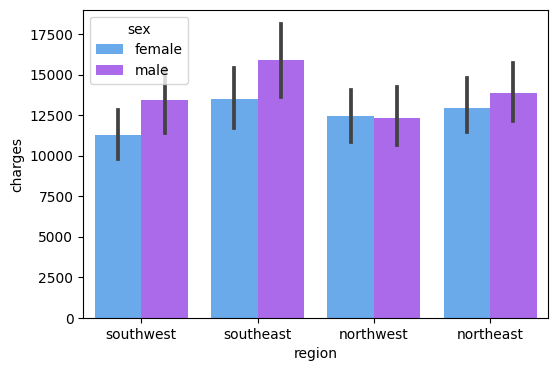 sex
female
male
17500
15000
12500
10000
7500
5000
2500
0
charges
southwest southeast northwest northeast
region